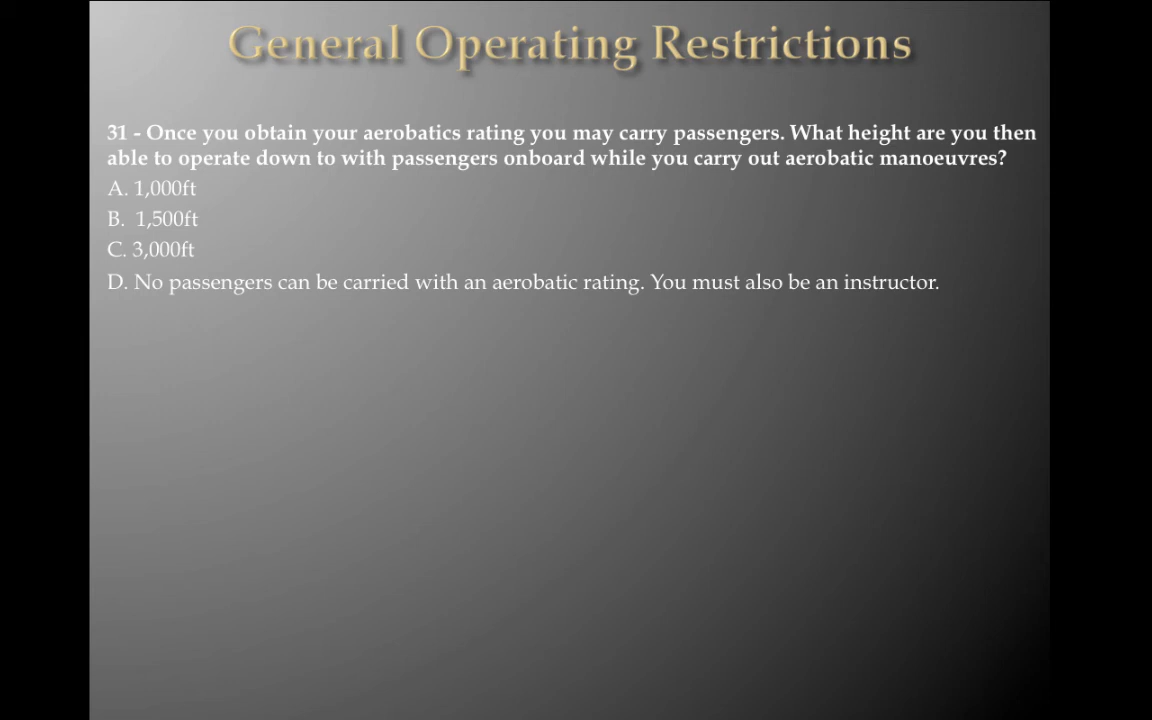 General Operating Restrictions
31 - Once you obtain your aerobatics rating you may carry passengers. What height are you then
able to operate down to with passengers onboard while you carry out aerobatic manoeuvres?
A. 1,000ft
B.  1,500ft
C. 3,000ft
D. No passengers can be carried with an aerobatic rating. You must also be an instructor.